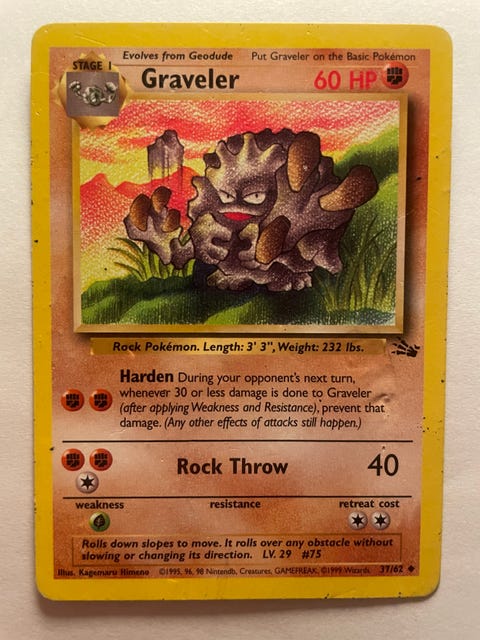 Evolves from Geodude Put Graveler on the Basic Pokémon
STAGE 1
Graveler 60 HP
Rock Pokémon. Length: 3' 3", Weight: 232 lbs.
Harden During your opponent's next turn,
whenever 30 or less damage is done to Graveler
(after applying Weakness and Resistance), prevent that
damage. (Any other effects of attacks still happen.)
Rock Throw 40
weakness resistance retreat cost
Rolls down slopes to move. It rolls over any obstacle without
slowing or changing its direction. LV. 29 #75
Illus. Kagemaru Himeno ©1995, 96, 98 Nintendo, Creatures, GAMEFREAK. ©1999 Wizards. 37/62